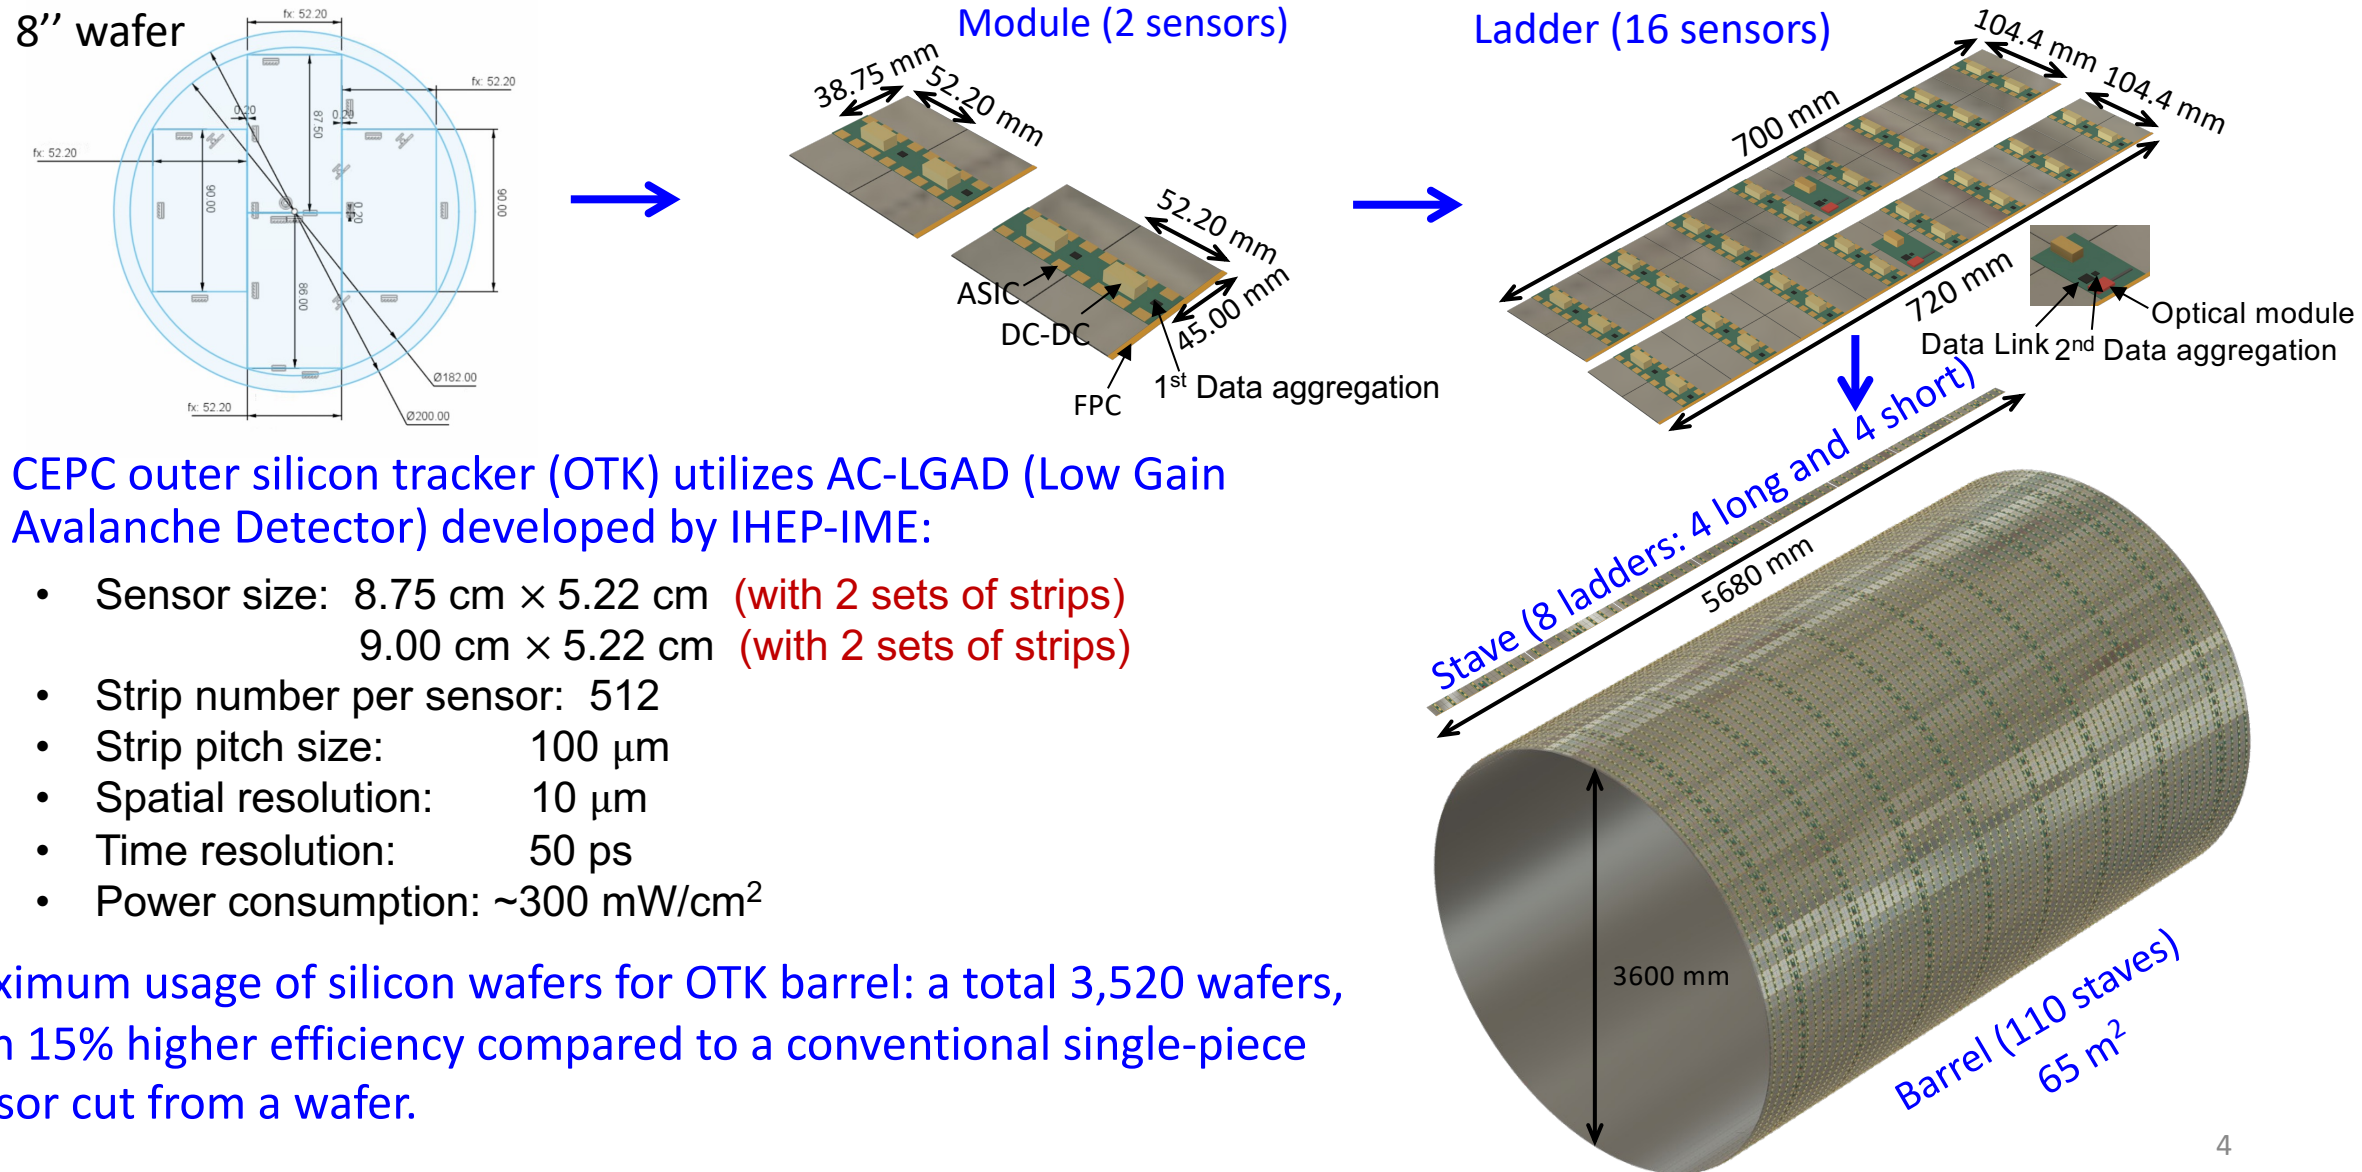 8’’ wafer
fx: 52.20
fx: 52.20
0.20
0.20
87.50
fx: 52.20
90.00
90.00
0.20
86.00
Ø182.00
fx: 52.20
Ø200.00
Module (2 sensors)
38.75 mm
52.20 mm
52.20 mm
45.00 mm
ASIC
DC-DC
FPC
1st Data aggregation
Ladder (16 sensors)
104.4 mm
104.4 mm
700 mm
720 mm
Optical module
Data Link
2nd Data aggregation
CEPC outer silicon tracker (OTK) utilizes AC-LGAD (Low Gain
Avalanche Detector) developed by IHEP-IME:
• Sensor size: 8.75 cm × 5.22 cm (with 2 sets of strips)
9.00 cm × 5.22 cm (with 2 sets of strips)
• Strip number per sensor: 512
• Strip pitch size: 100 μm
• Spatial resolution: 10 μm
• Time resolution: 50 ps
• Power consumption: ~300 mW/cm²
ximum usage of silicon wafers for OTK barrel: a total 3,520 wafers,
15% higher efficiency compared to a conventional single-piece
sor cut from a wafer.
Stave (8 ladders: 4 long and 4 short)
5680 mm
3600 mm
Barrel (110 staves)
65 m²
4